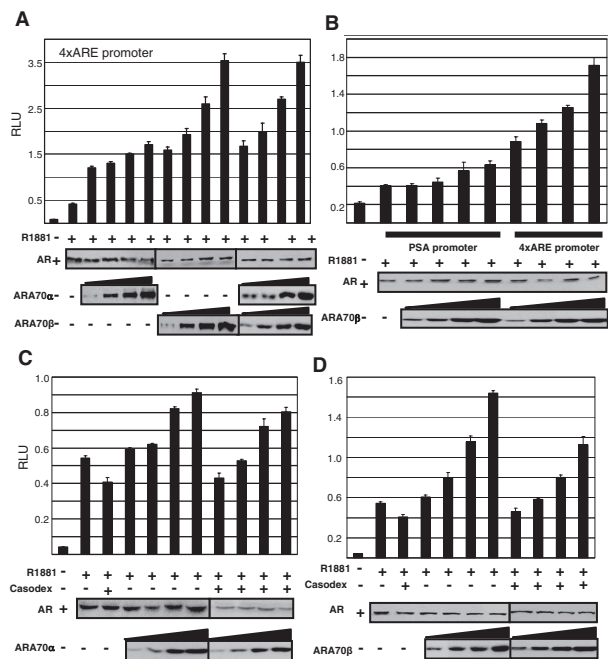 A
4xARE promoter
3.5
2.5
1.5
0.5
RLU
R1881 - + + + + + + + + + + + + +
AR +
ARA70α - - - - - -
ARA70β - - - - -
B
1.8
1.4
1.0
0.6
0.2
PSA promoter 4xARE promoter
R1881 - + + + + + + + + +
AR +
ARA70β - -
C
1.0
0.8
0.6
0.4
0.2
RLU
R1881 - + + + + + + + + + +
Casodex - - + - - - - + + + +
AR +
ARA70α - - -
D
1.6
1.4
1.0
0.6
0.2
R1881 - + + + + + + + + + +
Casodex - - + - - - - + + + +
AR +
ARA70β - - -